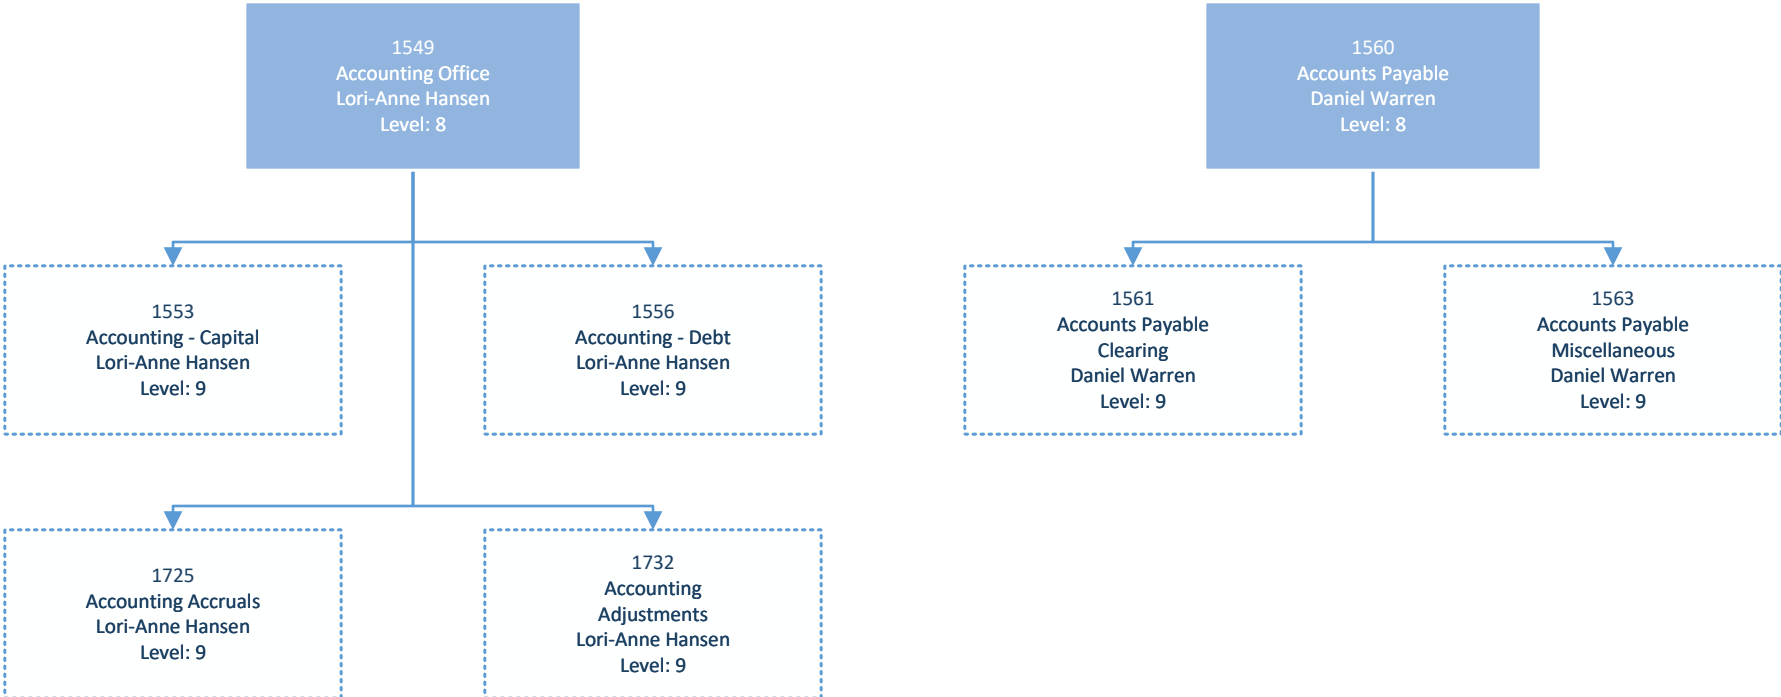 1549
Accounting Office
Lori-Anne Hansen
Level: 8
1560
Accounts Payable
Daniel Warren
Level: 8
1553
Accounting - Capital
Lori-Anne Hansen
Level: 9
1556
Accounting - Debt
Lori-Anne Hansen
Level: 9
1561
Accounts Payable
Clearing
Daniel Warren
Level: 9
1563
Accounts Payable
Miscellaneous
Daniel Warren
Level: 9
1725
Accounting Accruals
Lori-Anne Hansen
Level: 9
1732
Accounting
Adjustments
Lori-Anne Hansen
Level: 9